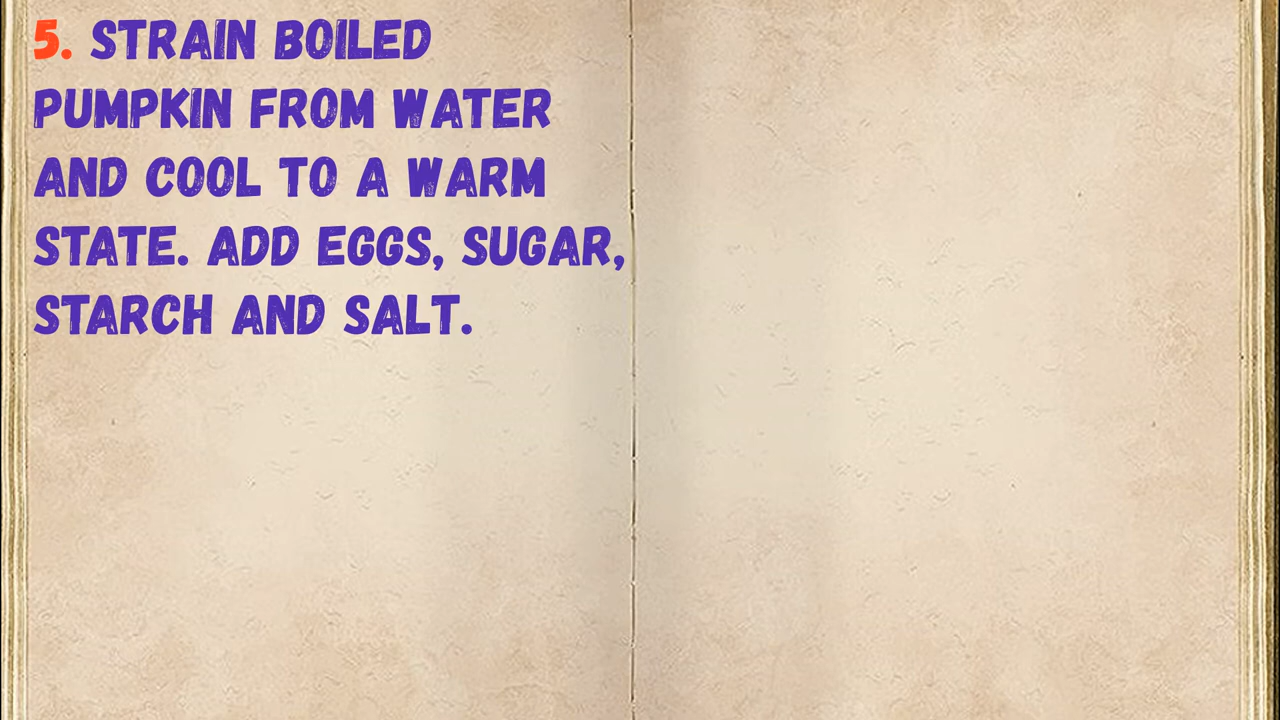 5. STRAIN BOILED
PUMPKIN FROM WATER
AND COOL TO A WARM
STATE. ADD EGGS, SUGAR,
STARCH AND SALT.